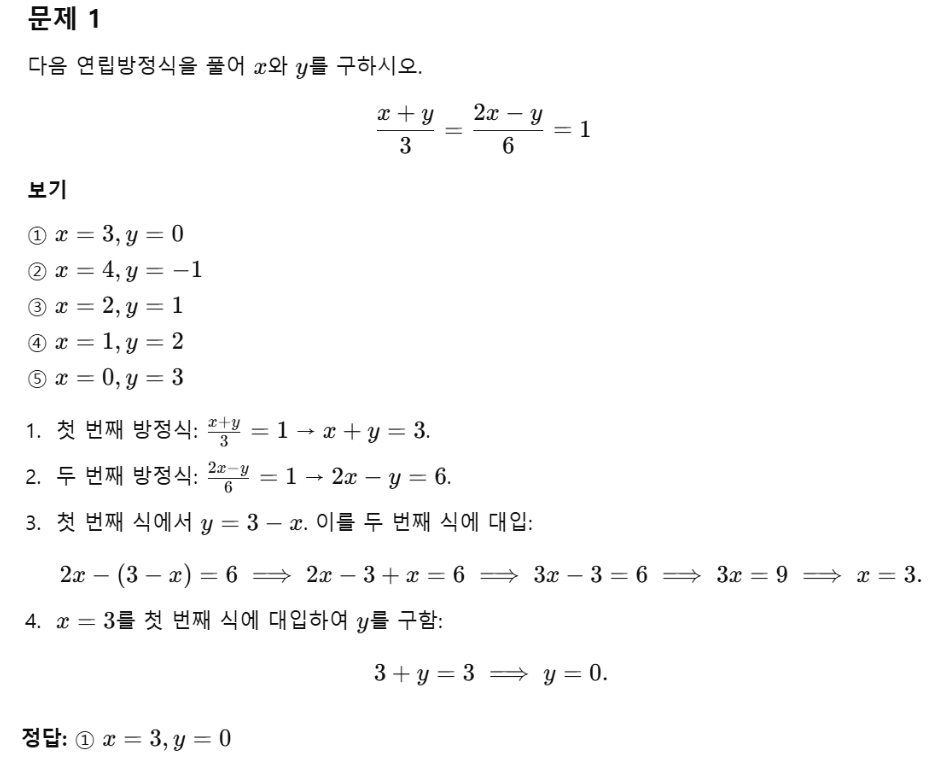 문제 1
다음 연립방정식을 풀어 x와 y를 구하시오.
\frac{x+y}{3} = \frac{2x-y}{6} = 1
보기
① x = 3, y = 0
② x = 4, y = −1
③ x = 2, y = 1
④ x = 1, y = 2
⑤ x = 0, y = 3
1. 첫 번째 방정식: \frac{x+y}{3} = 1 → x + y = 3.
2. 두 번째 방정식: \frac{2x−y}{6} = 1 → 2x − y = 6.
3. 첫 번째 식에서 y = 3 − x. 이를 두 번째 식에 대입:
2x − (3 − x) = 6 ⟹ 2x − 3 + x = 6 ⟹ 3x − 3 = 6 ⟹ 3x = 9 ⟹ x = 3.
4. x = 3를 첫 번째 식에 대입하여 y를 구함:
3 + y = 3 ⟹ y = 0.
정답: ① x = 3, y = 0